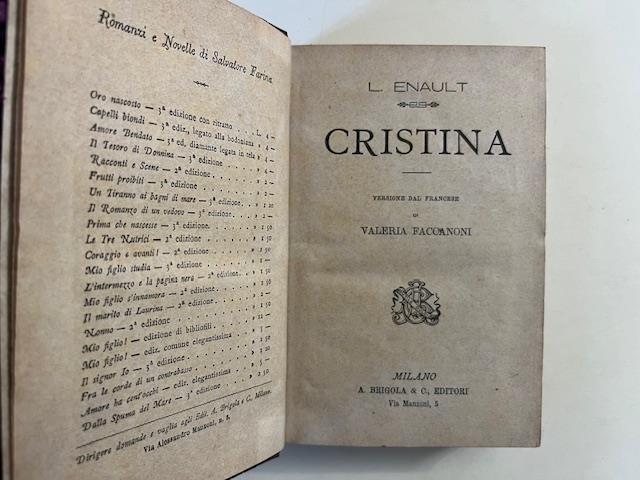 Romanzi e Novelle di Salvatore Farina
Oro nascosto — 3ª edizione con ritratto . L. 4 —
Capelli biondi — 3ª ediz., legato alla bodoniana » 4 —
Amore Bendato — 3ª ed. diamante legata in tela » 4 —
Il Tesoro di Donnina — 3ª edizione
Racconti e Scene — 2ª edizione
Frutti proibiti — 3ª edizione
Un Tiranno ai bagni di mare — 3ª edizione
Il Romanzo di un vedovo — 3ª edizione
Prima che nascesse — 3ª edizione
Le Tre Nutrici — 2ª edizione
Coraggio e avanti! — 2ª edizione
Mio figlio studia — 3ª edizione
L'intermezzo e la pagina nera — 2ª edizione
Mio figlio s'innamora — 2ª edizione
Il marito di Laurina — 2ª edizione
Nonno — 2ª edizione
Mio figlio! — edizione di bibliofili
Mio figlio! — ediz. comune elegantissima
Il signor Io — 3ª edizione
Fra le corde di un contrabasso
Amore ha cent'occhi — ediz. elegantissima
Dalla Spuma del Mare — 3ª edizione
Dirigere domande e vaglia agli Edit. A. Brigola e C., Milano.
Via Alessandro Manzoni, n. 5.
L. ENAULT
CRISTINA
VERSIONE DAL FRANCESE
DI
VALERIA FACCANONI
MILANO
A. BRIGOLA & C., EDITORI
Via Manzoni, 5